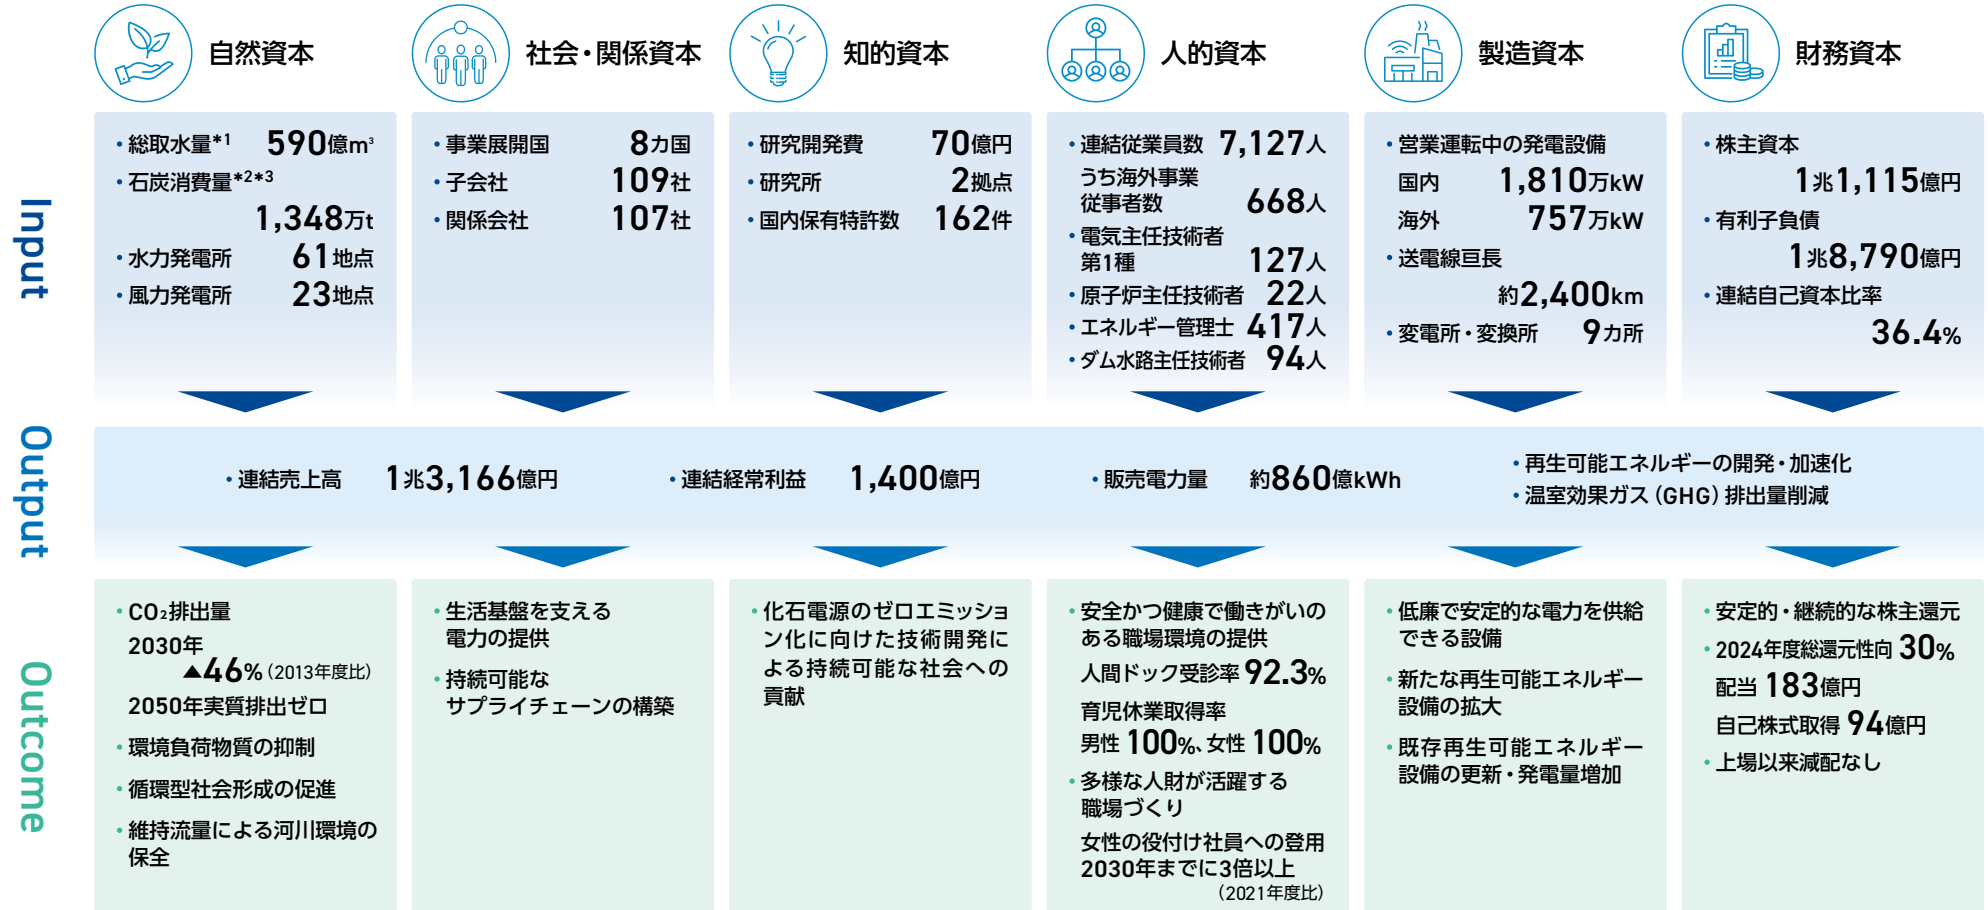 自然資本
社会・関係資本
知的資本
人的資本
製造資本
財務資本
Input
・総取水量*1 590億m³
・石炭消費量*2*3
1,348万t
・水力発電所 61地点
・風力発電所 23地点
・事業展開国 8カ国
・子会社 109社
・関係会社 107社
・研究開発費 70億円
・研究所 2拠点
・国内保有特許数 162件
・連結従業員数 7,127人
うち海外事業
従事者数 668人
・電気主任技術者
第1種 127人
・原子炉主任技術者 22人
・エネルギー管理士 417人
・ダム水路主任技術者 94人
・営業運転中の発電設備
国内 1,810万kW
海外 757万kW
・送電線亘長
約2,400km
・変電所・変換所 9カ所
・株主資本
1兆1,115億円
・有利子負債
1兆8,790億円
・連結自己資本比率
36.4%
Output
・連結売上高 1兆3,166億円
・連結経常利益 1,400億円
・販売電力量 約860億kWh
・再生可能エネルギーの開発・加速化
・温室効果ガス（GHG）排出量削減
Outcome
・CO₂排出量
2030年
▲46%（2013年度比）
2050年実質排出ゼロ
・環境負荷物質の抑制
・循環型社会形成の促進
・維持流量による河川環境の
保全
・生活基盤を支える
電力の提供
・持続可能な
サプライチェーンの構築
・化石電源のゼロエミッショ
ン化に向けた技術開発に
よる持続可能な社会への
貢献
・安全かつ健康で働きがいの
ある職場環境の提供
人間ドック受診率 92.3%
育児休業取得率
男性 100%、女性 100%
・多様な人財が活躍する
職場づくり
女性の役付け社員への登用
2030年までに3倍以上
（2021年度比）
・低廉で安定的な電力を供給
できる設備
・新たな再生可能エネルギー
設備の拡大
・既存再生可能エネルギー
設備の更新・発電量増加
・安定的・継続的な株主還元
・2024年度総還元性向 30%
配当 183億円
自己株式取得 94億円
・上場以来減配なし